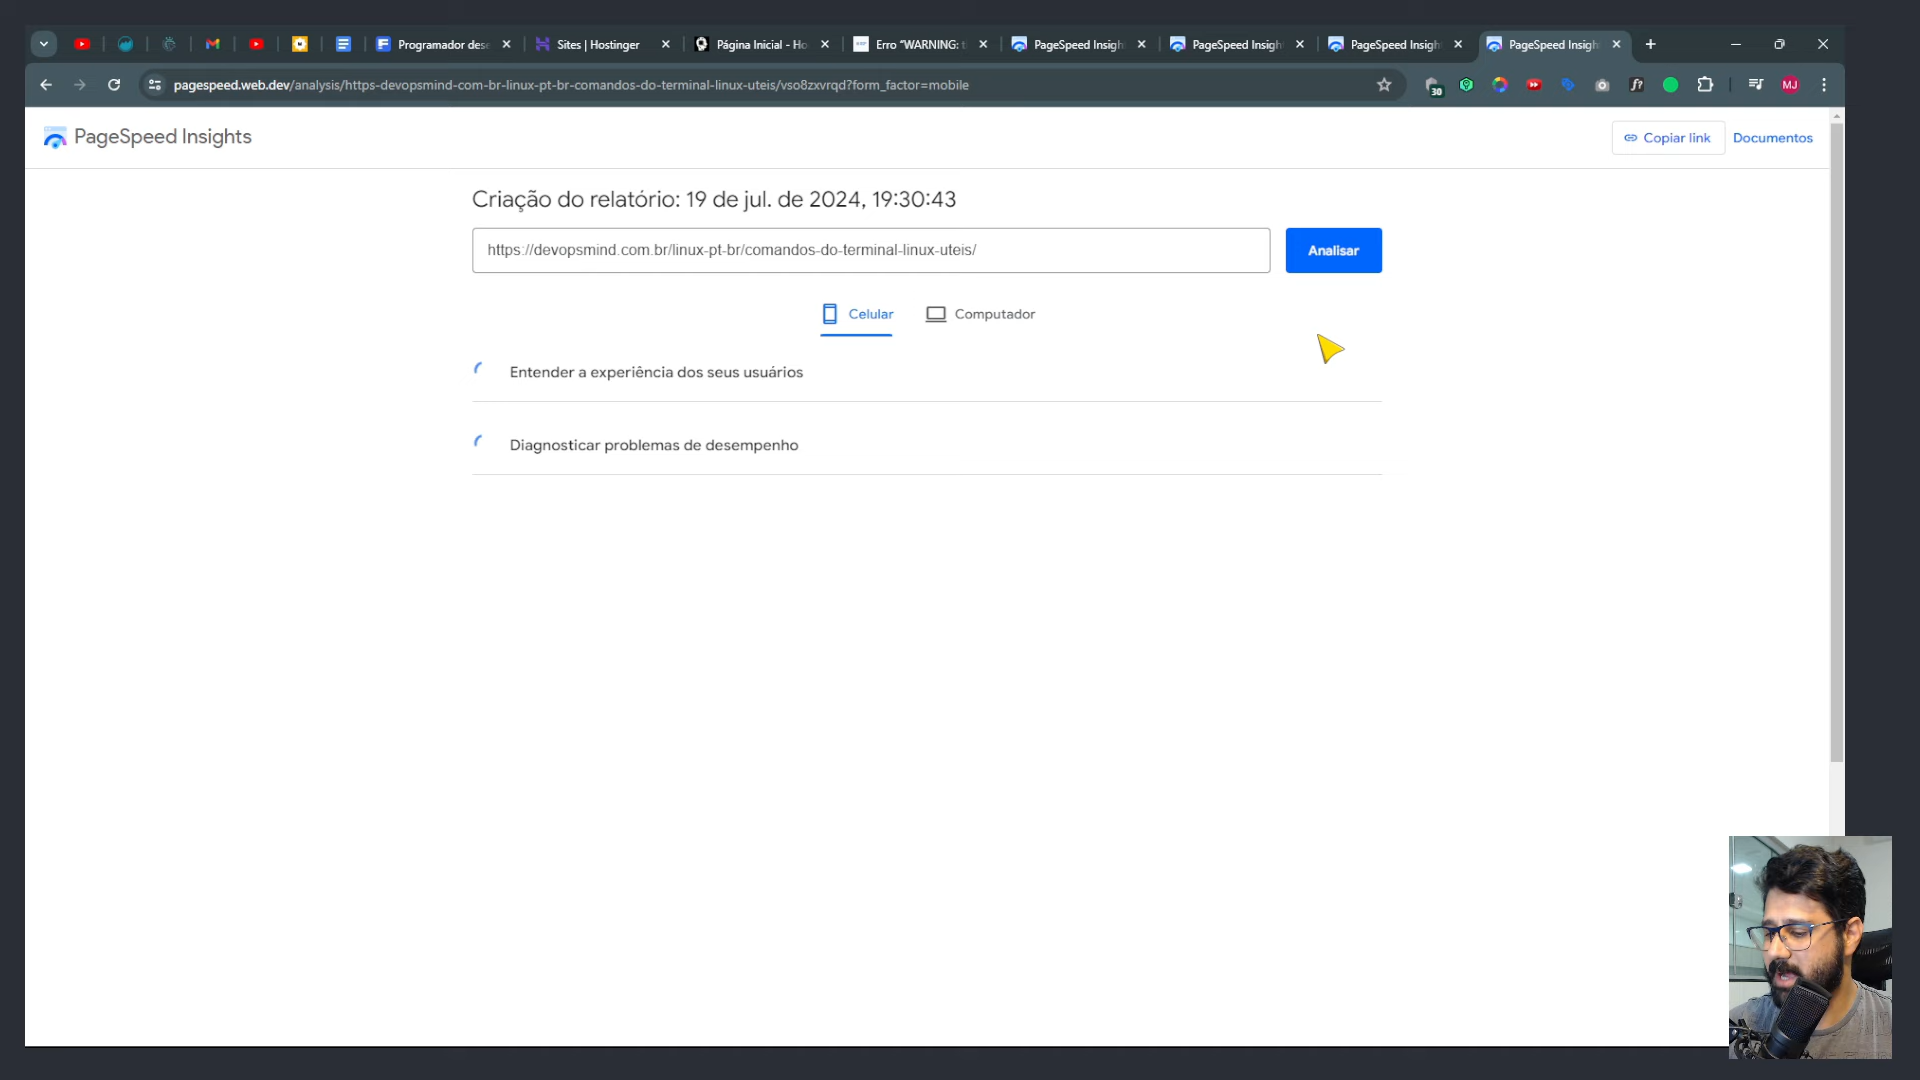 Programador dese
Sites | Hostinger
Página Inicial - Ho
Erro "WARNING: t
PageSpeed Insigh
PageSpeed Insigh
PageSpeed Insigh
PageSpeed Insigh
pagespeed.web.dev/analysis/https-devopsmind-com-br-linux-pt-br-comandos-do-terminal-linux-uteis/vso8zxvrqd?form_factor=mobile
30
f?
MJ
PageSpeed Insights
Copiar link
Documentos
Criação do relatório: 19 de jul. de 2024, 19:30:43
https://devopsmind.com.br/linux-pt-br/comandos-do-terminal-linux-uteis/
Analisar
Celular
Computador
Entender a experiência dos seus usuários
Diagnosticar problemas de desempenho